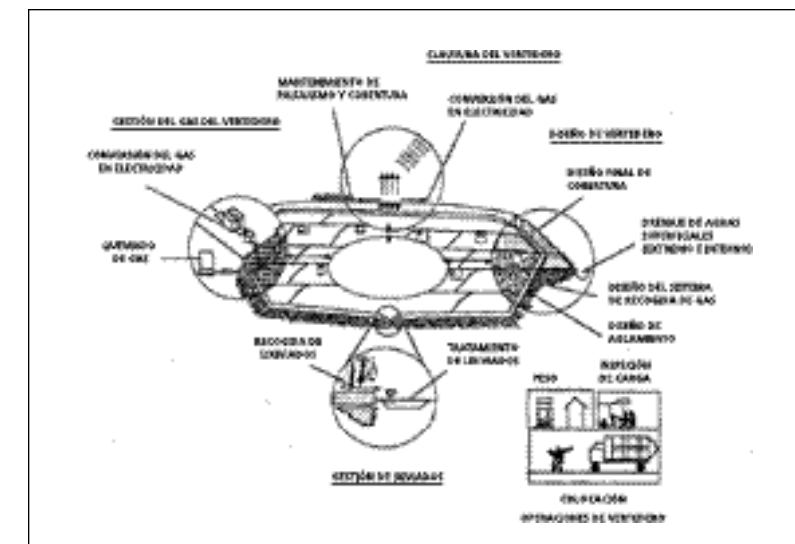 CLAUSURA DEL VERTEDERO
MANTENIMIENTO DE
PAISAJISMO Y COBERTURA
CONVERSIÓN DEL GAS
EN ELECTRICIDAD
GESTIÓN DEL GAS DEL VERTEDERO
DISEÑO DE VERTEDERO
CONVERSIÓN DEL GAS
EN ELECTRICIDAD
DISEÑO FINAL DE
COBERTURA
DRENAJE DE AGUAS
SUPERFICIALES
(EXTERNO E INTERNO)
QUEMADO
DE GAS
DISEÑO DEL SISTEMA
DE RECOGIDA DE GAS
DISEÑO DE
AISLAMIENTO
RECOGIDA DE
LIXIVIADOS
TRATAMIENTO
DE LIXIVIADOS
PESO
INSPECCIÓN
DE CARGA
GESTIÓN DE LIXIVIADOS
COLOCACIÓN
OPERACIONES DE VERTEDERO